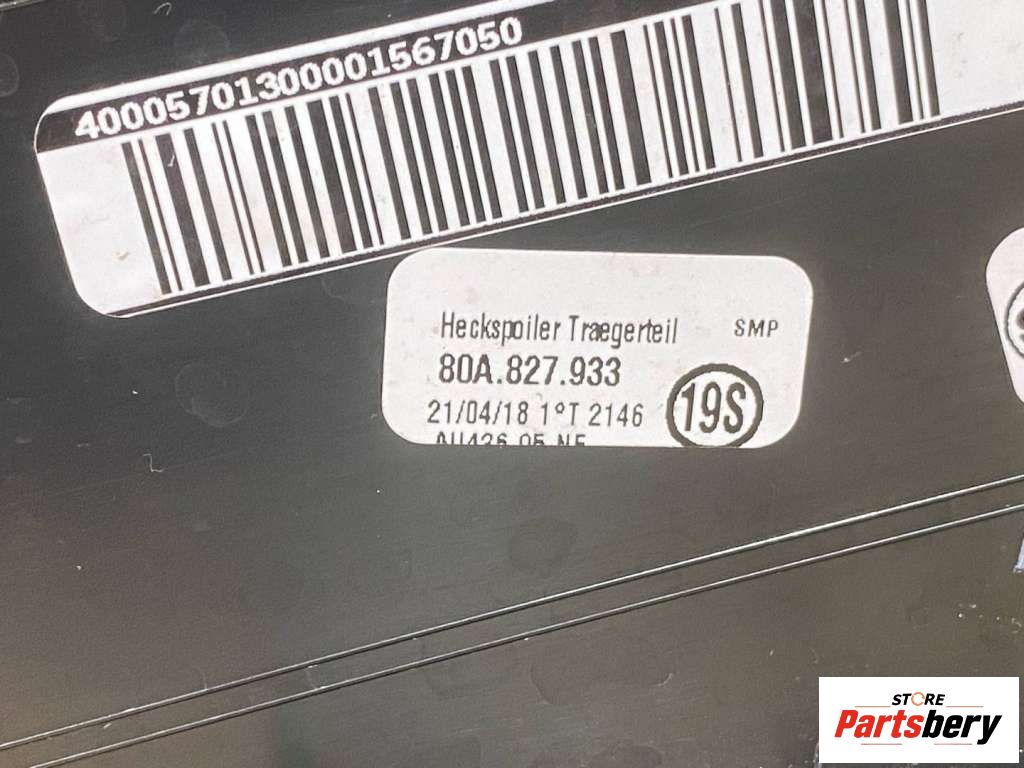 40005701300001567050
Heckspoiler Traegerteil SMP
80A.827.933
21/04/18 1°T 2146
19S
STORE
Partsbery